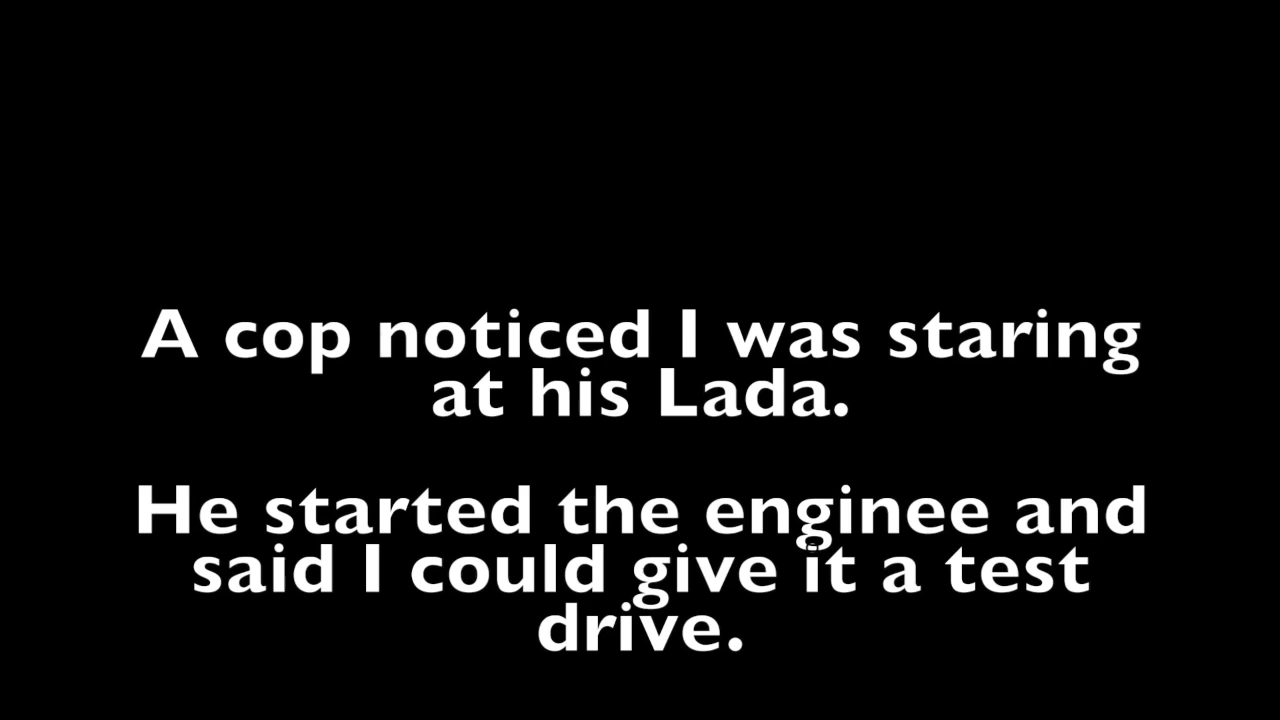 A cop noticed I was staring
at his Lada.
He started the enginee and
said I could give it a test
drive.